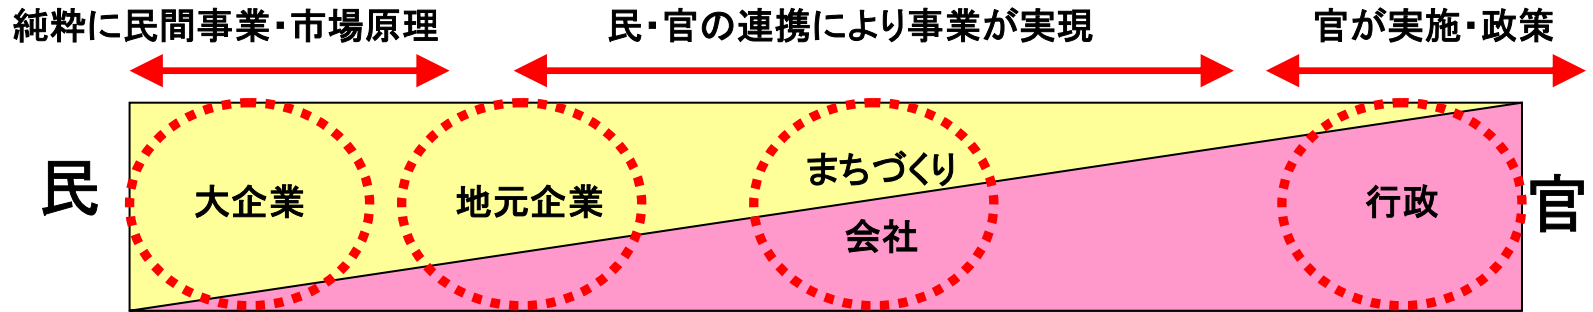 純粋に民間事業・市場原理
民・官の連携により事業が実現
官が実施・政策
民
大企業
地元企業
まちづくり
会社
行政
官